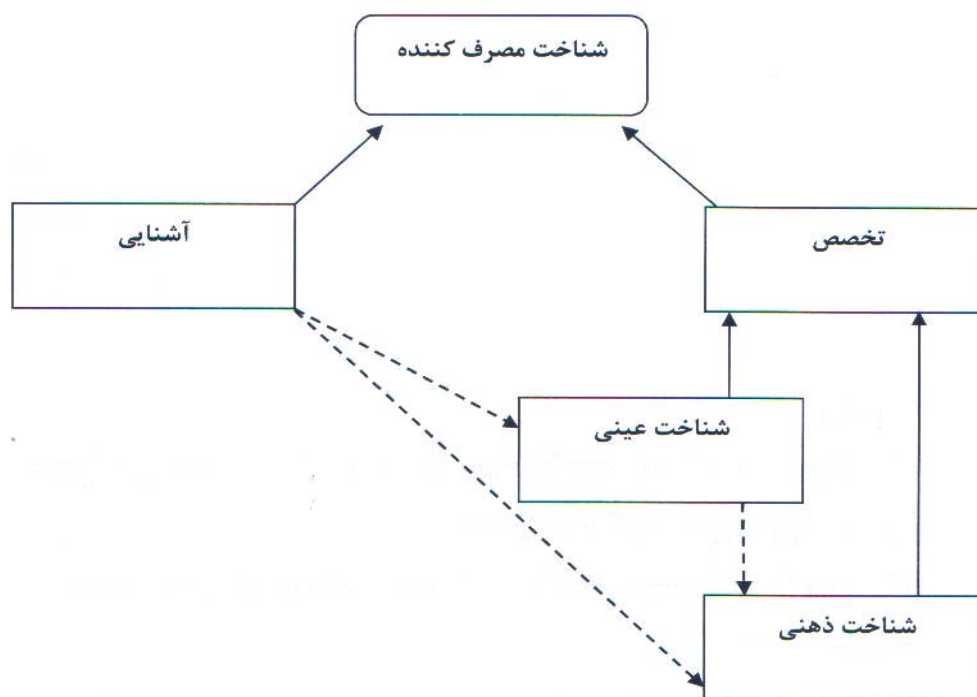 شناخت مصرف کننده
آشنایی
تخصص
شناخت عینی
شناخت ذهنی